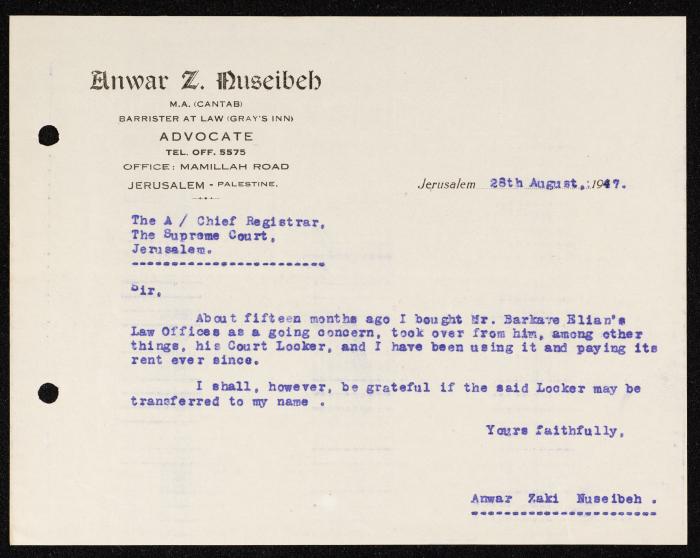 Anwar Z. Nuseibeh
M.A. (CANTAB)
BARRISTER AT LAW (GRAY'S INN)
ADVOCATE
TEL. OFF. 5575
OFFICE: MAMILLAH ROAD
JERUSALEM - PALESTINE.
Jerusalem 28th August,.1947.
The A / Chief Registrar,
The Supreme Court,
Jerusalem.
Sir,
About fifteen months ago I bought Mr. Barkave Elian's
Law Offices as a going concern, took over from him, among other
things, his Court Locker, and I have been using it and paying its
rent ever since.
I shall, however, be grateful if the said Locker may be
transferred to my name .
Yours faithfully,
Anwar Zaki Nuseibeh .